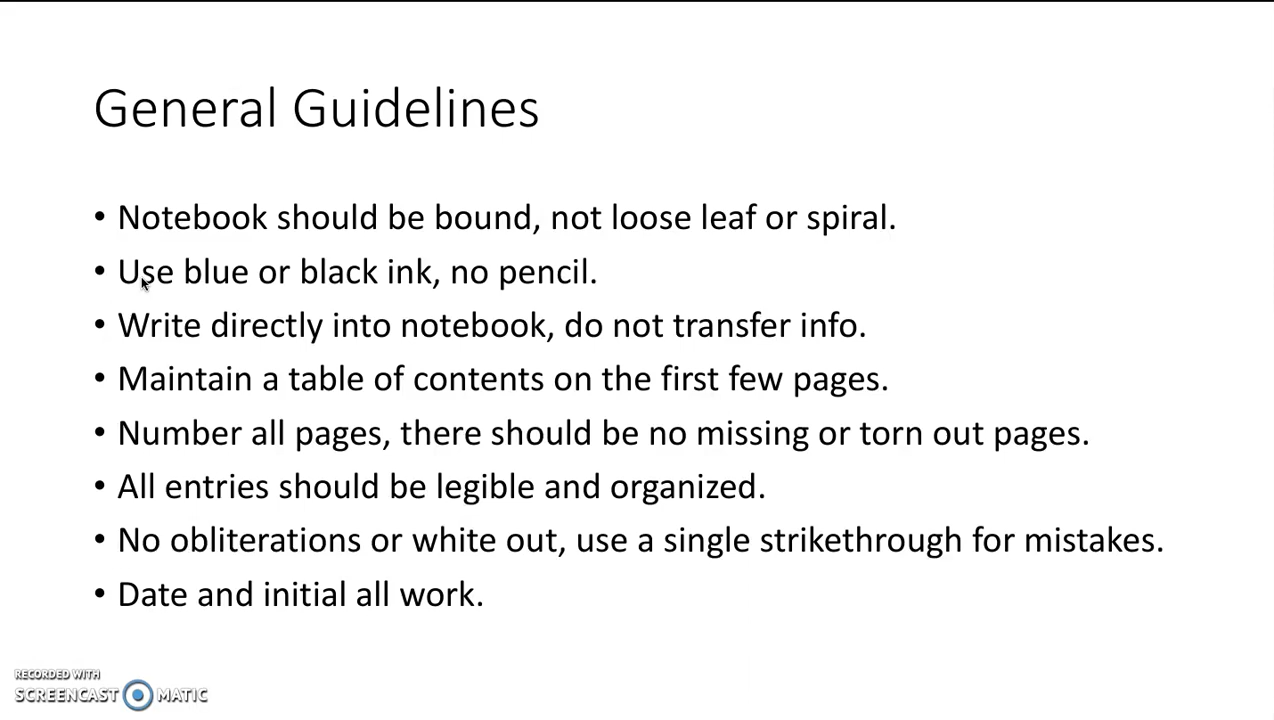 General Guidelines
• Notebook should be bound, not loose leaf or spiral.
• Use blue or black ink, no pencil.
• Write directly into notebook, do not transfer info.
• Maintain a table of contents on the first few pages.
• Number all pages, there should be no missing or torn out pages.
• All entries should be legible and organized.
• No obliterations or white out, use a single strikethrough for mistakes.
• Date and initial all work.
RECORDED WITH
SCREENCAST MATIC